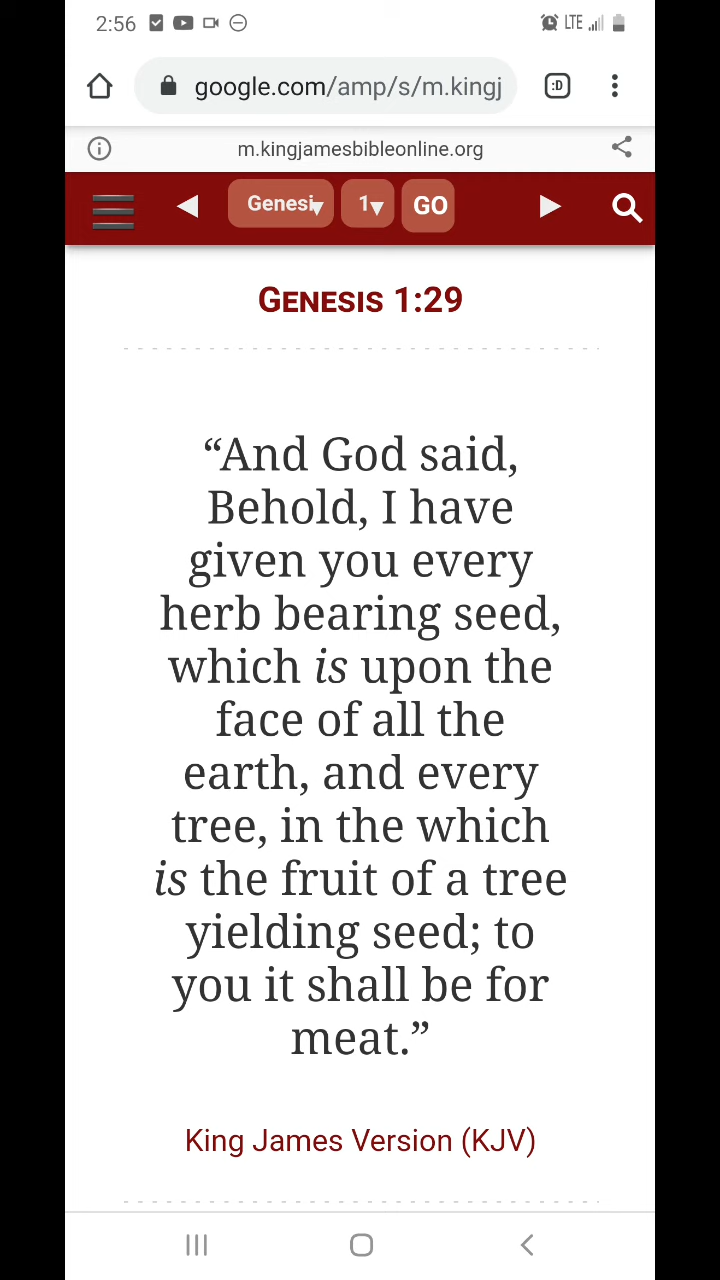 2:56 LTE
google.com/amp/s/m.kingj :D
m.kingjamesbibleonline.org
Genesi 1 GO
GENESIS 1:29
“And God said,
Behold, I have
given you every
herb bearing seed,
which is upon the
face of all the
earth, and every
tree, in the which
is the fruit of a tree
yielding seed; to
you it shall be for
meat.”
King James Version (KJV)